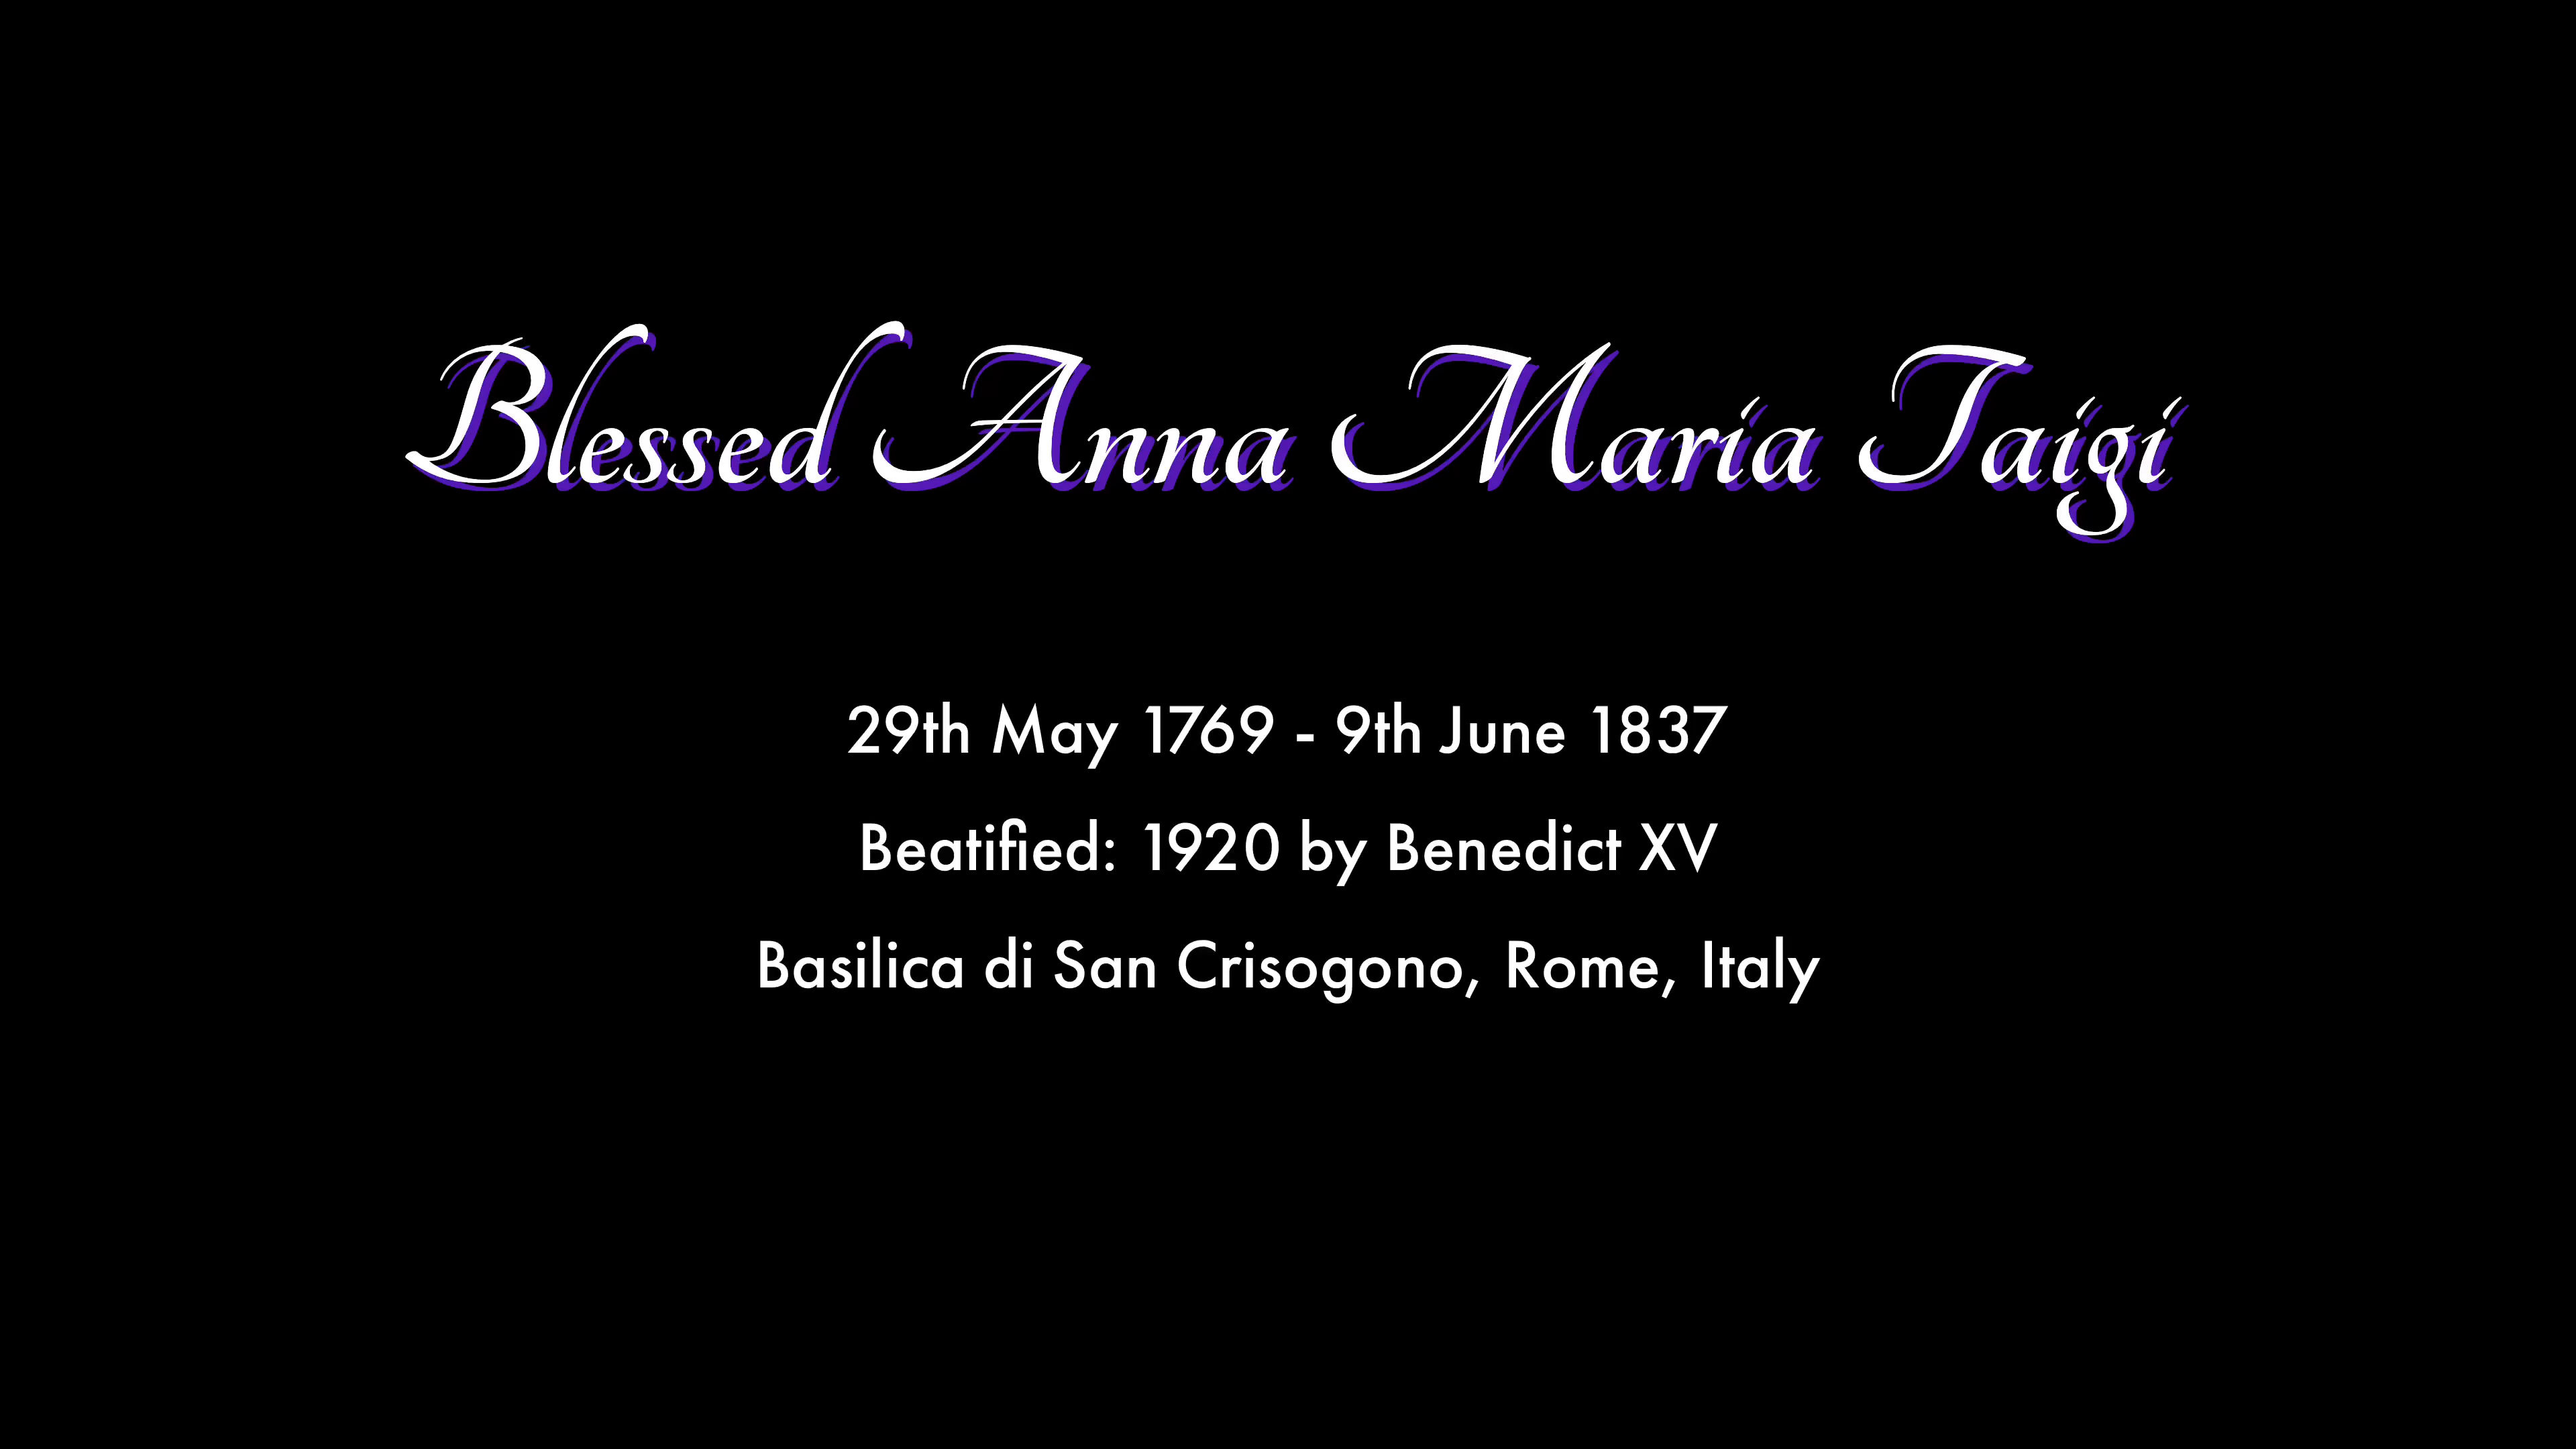 Blessed Anna Maria Taigi
29th May 1769 - 9th June 1837
Beatified: 1920 by Benedict XV
Basilica di San Crisogono, Rome, Italy